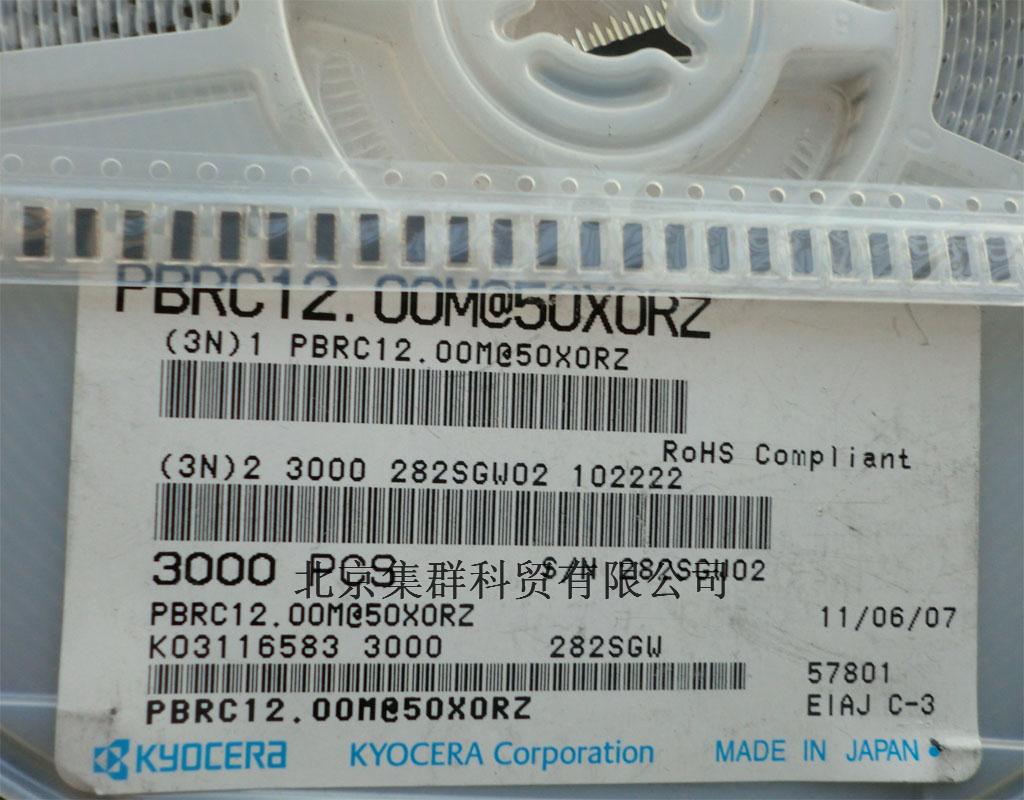 PBRC12.00M@50X0RZ
(3N)1 PBRC12.00M@50X0RZ
RoHS Compliant
(3N)2 3000 282SGW02 102222
3000 PCS S/N 282SGW02
北京集群科贸有限公司
PBRC12.00M@50X0RZ 11/06/07
K03116583 3000 282SGW
57801
PBRC12.00M@50X0RZ EIAJ C-3
KYOCERA KYOCERA Corporation MADE IN JAPAN